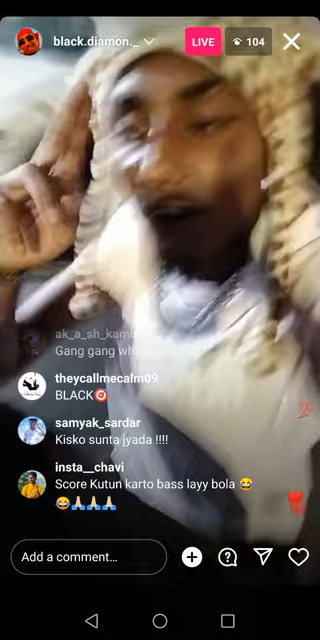 black.diamon._
LIVE
104
ak_a_sh_kam
Gang gang wh
theycallmecalm09
BLACK🎯
samyak_sardar
Kisko sunta jyada !!!!
insta__chavi
Score Kutun karto bass layy bola 😂
😂🙏🏼🙏🏼🙏🏼
💯
Add a comment...